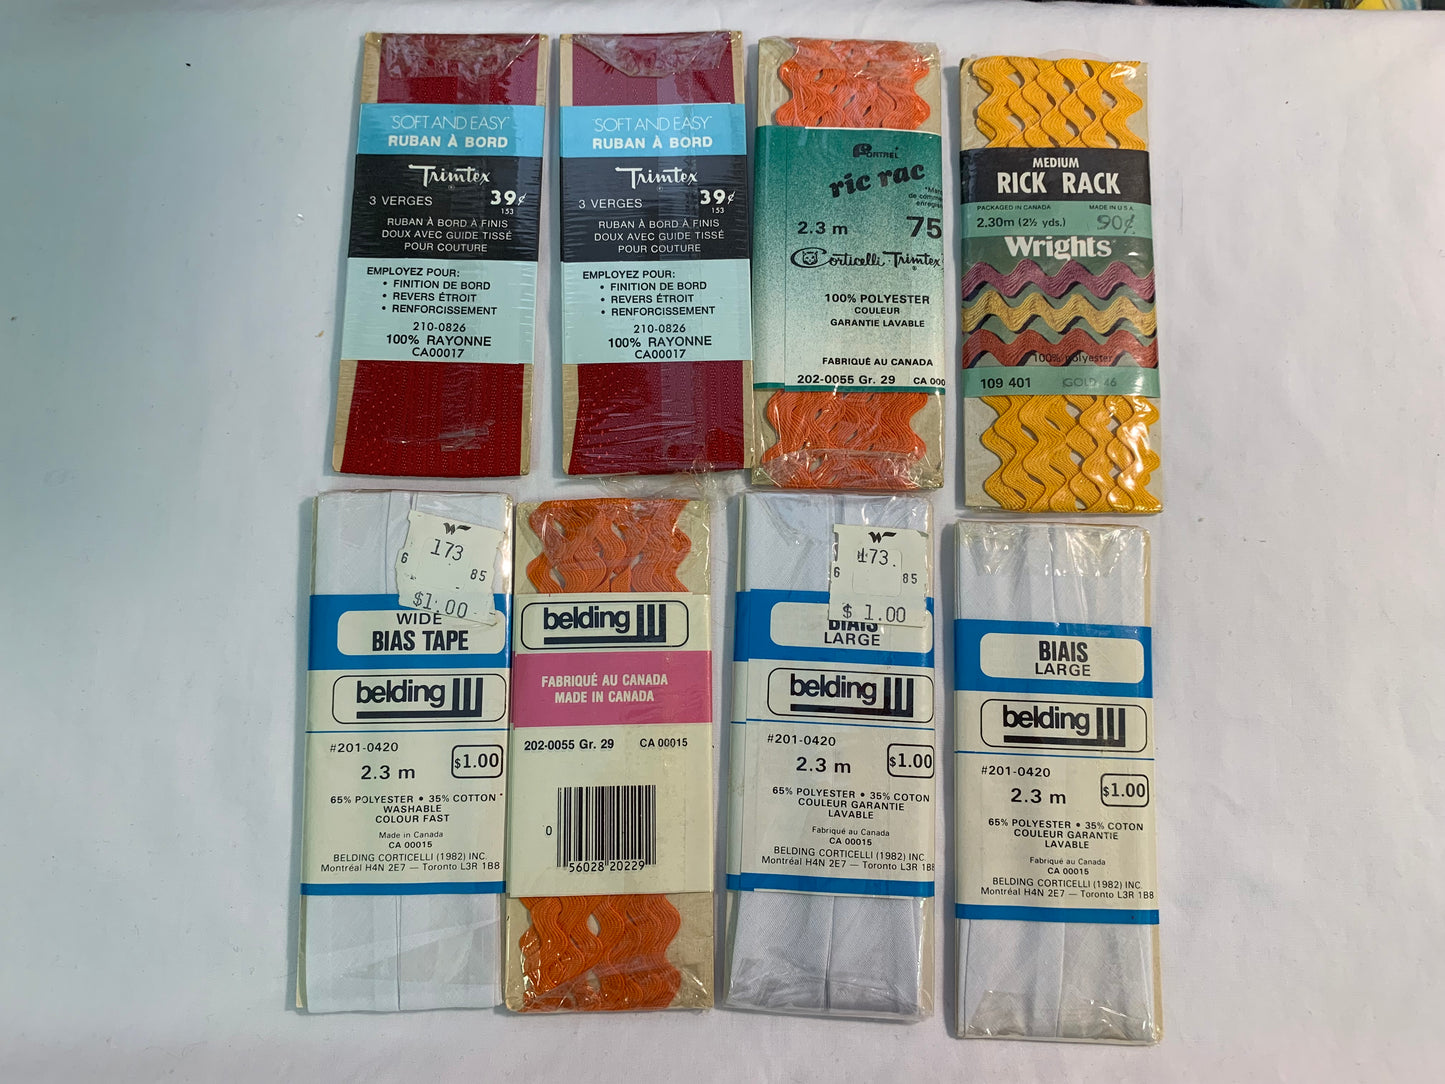 SOFT AND EASY
RUBAN À BORD
Trimtex
3 VERGES 39¢
153
RUBAN À BORD À FINIS
DOUX AVEC GUIDE TISSÉ
POUR COUTURE
EMPLOYEZ POUR:
• FINITION DE BORD
• REVERS ÉTROIT
• RENFORCISSEMENT
210-0826
100% RAYONNE
CA00017
SOFT AND EASY
RUBAN À BORD
Trimtex
3 VERGES 39¢
153
RUBAN À BORD À FINIS
DOUX AVEC GUIDE TISSÉ
POUR COUTURE
EMPLOYEZ POUR:
• FINITION DE BORD
• REVERS ÉTROIT
• RENFORCISSEMENT
210-0826
100% RAYONNE
CA00017
FORTREL
ric rac
2.3 m 75
Corticelli Trimtex
100% POLYESTER
COULEUR
GARANTIE LAVABLE
FABRIQUÉ AU CANADA
202-0055 Gr. 29 CA 000
MEDIUM
RICK RACK
PACKAGED IN CANADA MADE IN U.S.A.
2.30m (2½ yds.) 90¢
Wrights
100% polyester
109 401 GOLD 46
W
173
6 85
$1.00
WIDE
BIAS TAPE
belding
#201-0420
2.3 m $1.00
65% POLYESTER • 35% COTTON
WASHABLE
COLOUR FAST
Made in Canada
CA 00015
BELDING CORTICELLI (1982) INC.
Montréal H4N 2E7 — Toronto L3R 1B8
belding
FABRIQUÉ AU CANADA
MADE IN CANADA
202-0055 Gr. 29 CA 00015
0
56028 20229
W
173.
6 85
$1.00
BIAIS
LARGE
belding
#201-0420
2.3 m $1.00
65% POLYESTER • 35% COTON
COULEUR GARANTIE
LAVABLE
Fabriqué au Canada
CA 00015
BELDING CORTICELLI (1982) INC.
Montréal H4N 2E7 — Toronto L3R 1B8
BIAIS
LARGE
belding
#201-0420
2.3 m $1.00
65% POLYESTER • 35% COTON
COULEUR GARANTIE
LAVABLE
Fabriqué au Canada
CA 00015
BELDING CORTICELLI (1982) INC.
Montréal H4N 2E7 — Toronto L3R 1B8